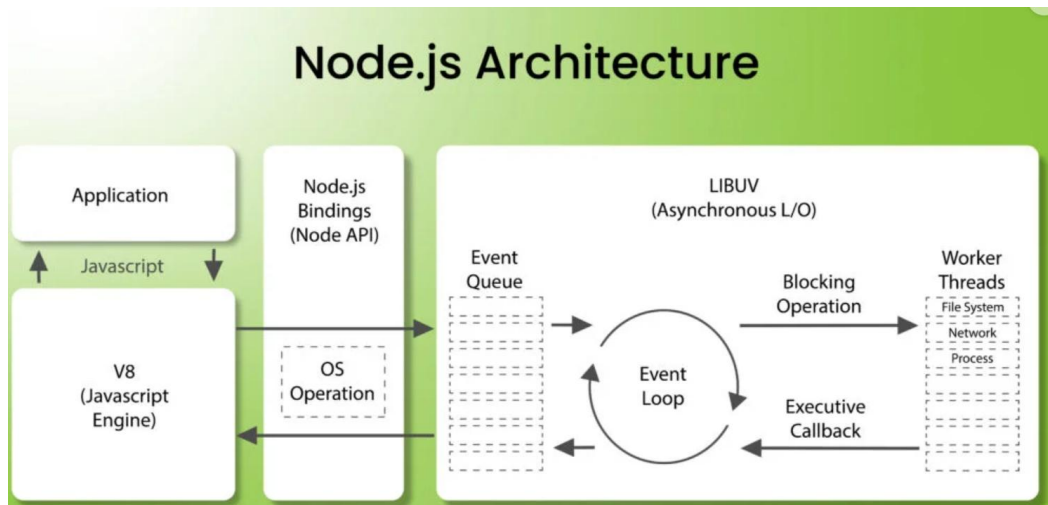 Node.js Architecture
Application
Javascript
V8
(Javascript
Engine)
Node.js
Bindings
(Node API)
OS
Operation
LIBUV
(Asynchronous L/O)
Event
Queue
Event
Loop
Blocking
Operation
Executive
Callback
Worker
Threads
File System
Network
Process